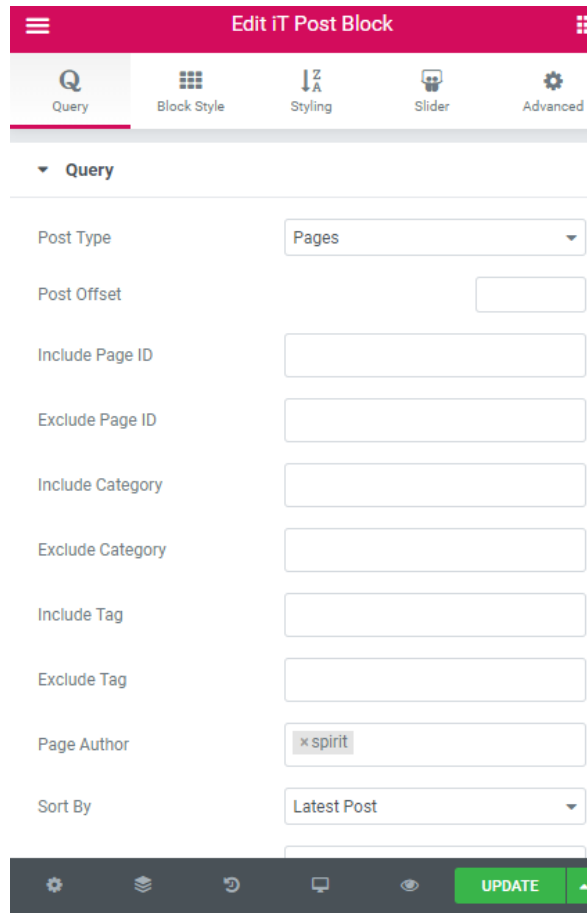 Edit iT Post Block
Query
Block Style
Styling
Slider
Advanced
Query
Post Type
Pages
Post Offset
Include Page ID
Exclude Page ID
Include Category
Exclude Category
Include Tag
Exclude Tag
Page Author
×spirit
Sort By
Latest Post
UPDATE